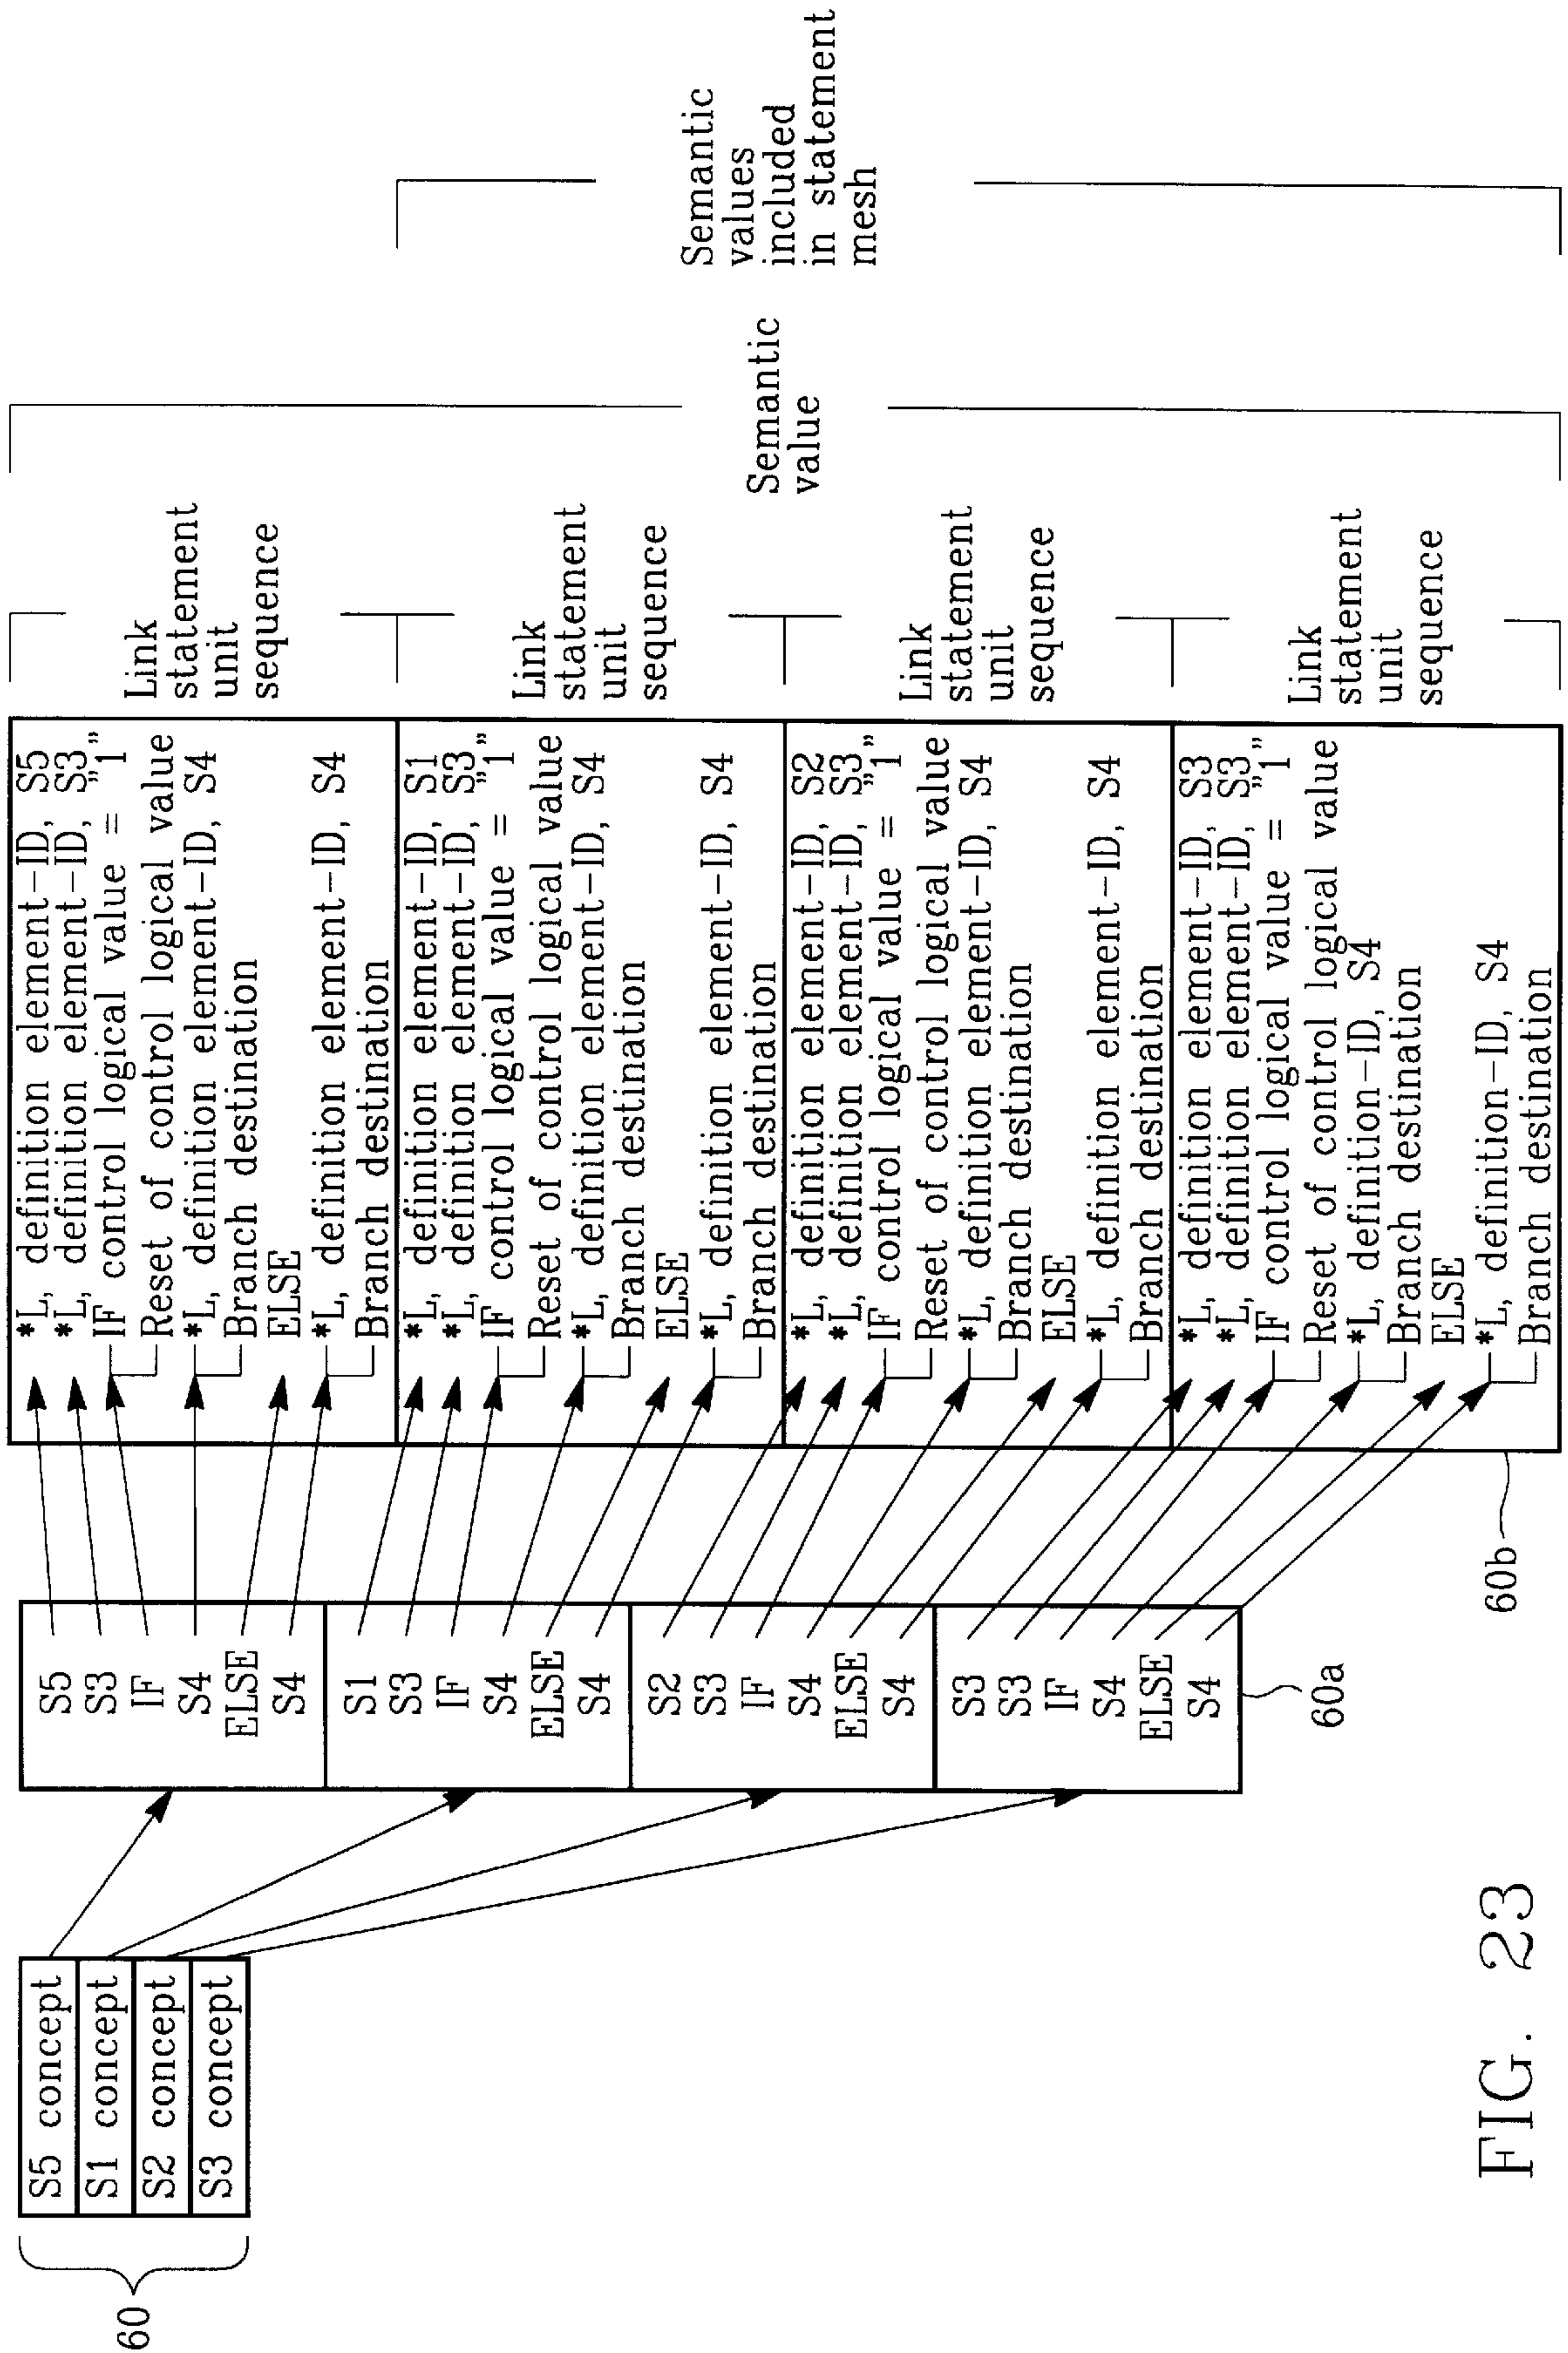 60
S5 concept
S1 concept
S2 concept
S3 concept
S5
S3
IF
S4
ELSE
S4
S1
S3
IF
S4
ELSE
S4
S2
S3
IF
S4
ELSE
S4
S3
S3
IF
S4
ELSE
S4
60a
*L, definition element-ID, S5
*L, definition element-ID, S3
IF control logical value = "1"
Reset of control logical value
*L, definition element-ID, S4
Branch destination
ELSE
*L, definition element-ID, S4
Branch destination
*L, definition element-ID, S1
*L, definition element-ID, S3
IF control logical value = "1"
Reset of control logical value
*L, definition element-ID, S4
Branch destination
ELSE
*L, definition element-ID, S4
Branch destination
*L, definition element-ID, S2
*L, definition element-ID, S3
IF control logical value = "1"
Reset of control logical value
*L, definition element-ID, S4
Branch destination
ELSE
*L, definition element-ID, S4
Branch destination
*L, definition element-ID, S3
*L, definition element-ID, S3
IF control logical value = "1"
Reset of control logical value
*L, definition-ID, S4
Branch destination
ELSE
*L, definition-ID, S4
Branch destination
60b
Link
statement
unit
sequence
Link
statement
unit
sequence
Link
statement
unit
sequence
Link
statement
unit
sequence
Semantic
value
Semantic
values
included
in statement
mesh
FIG. 23